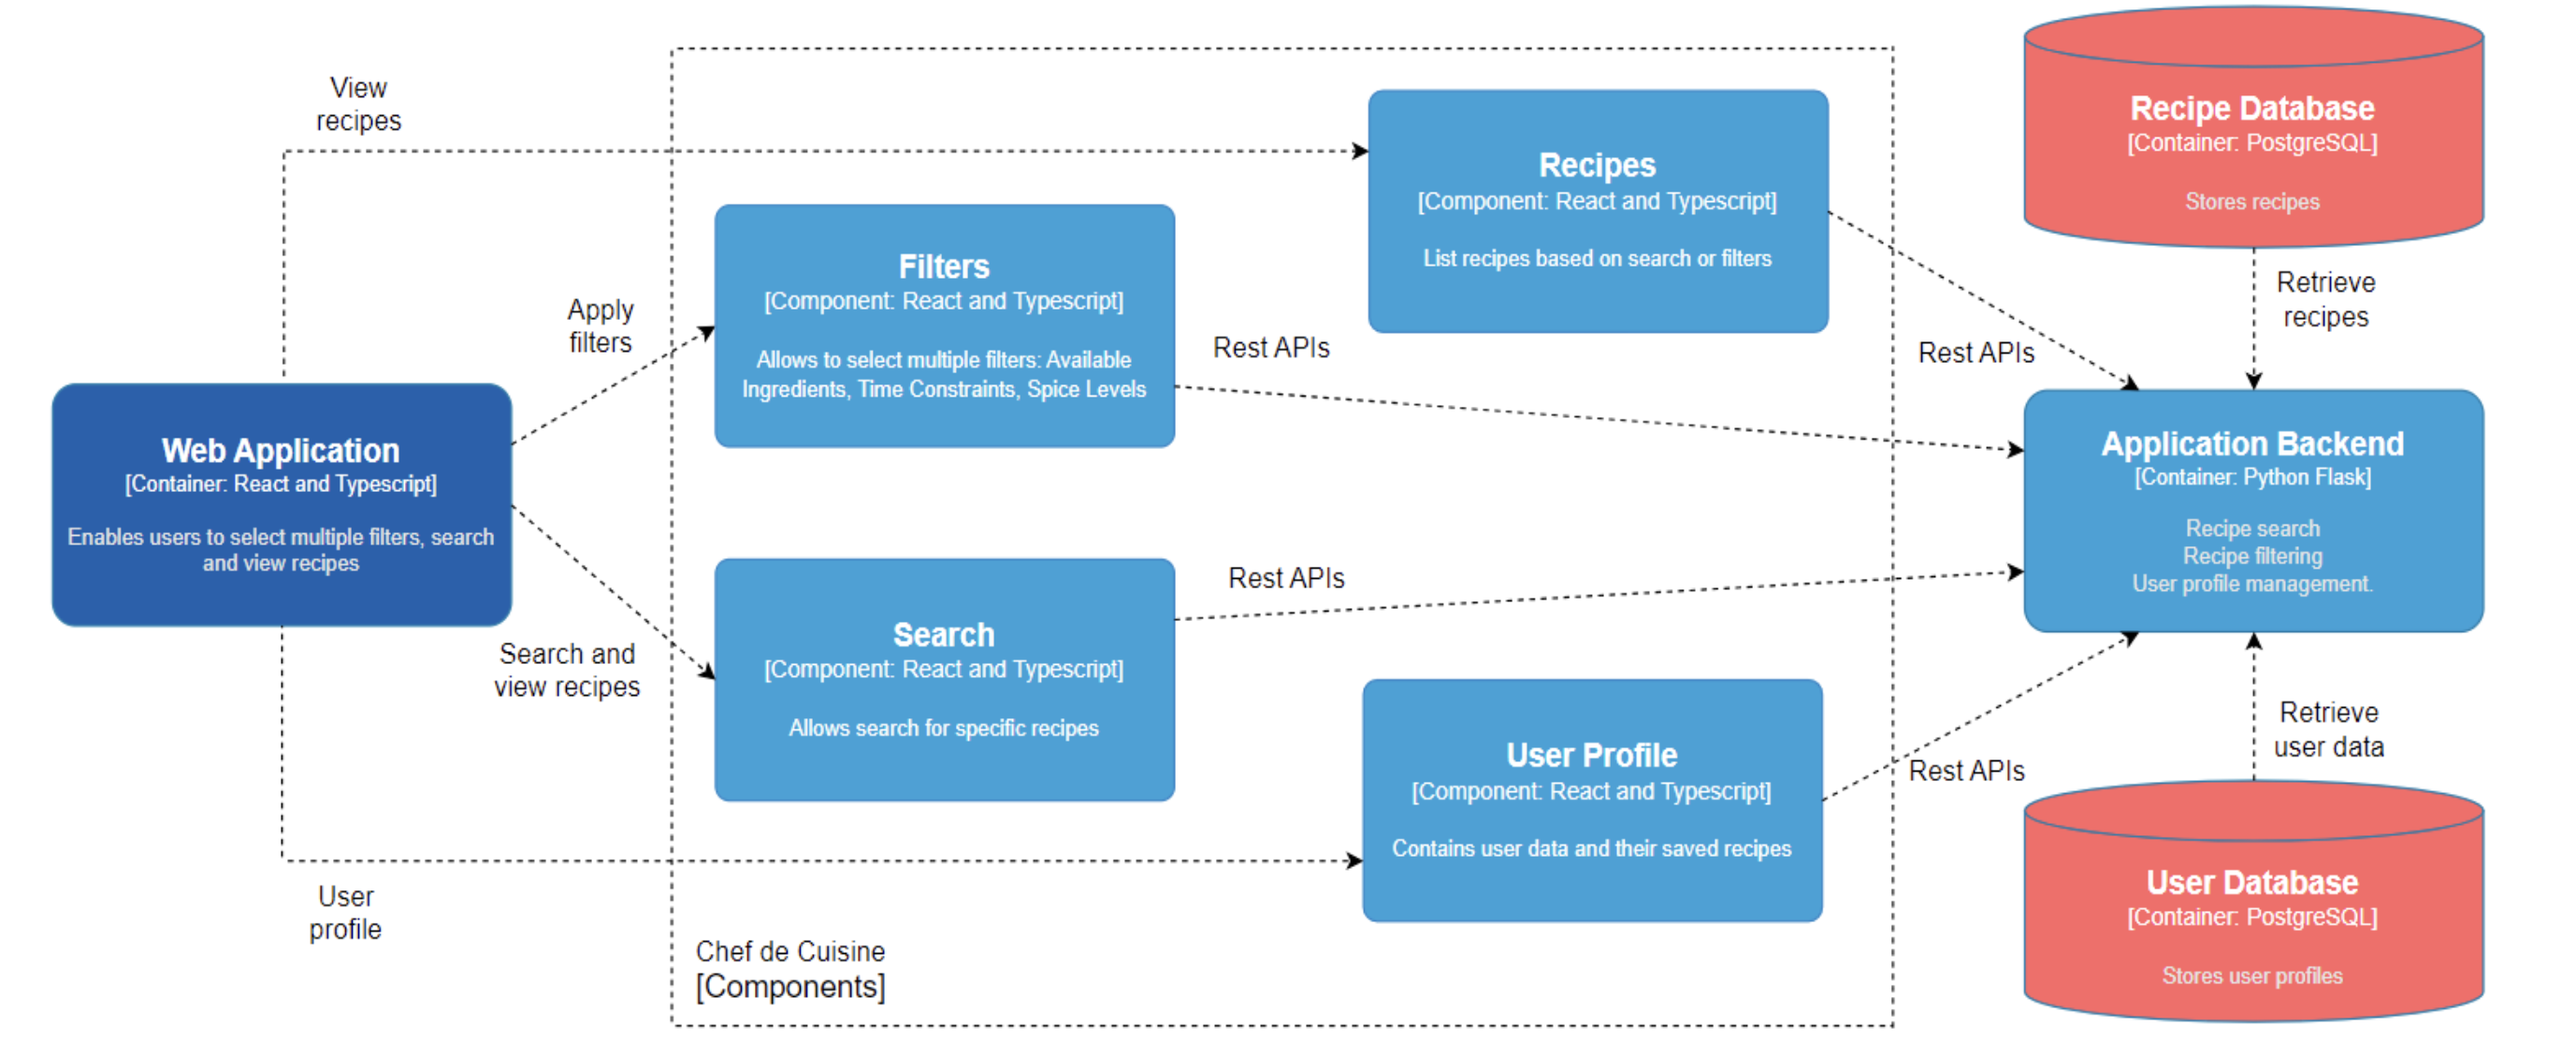 View
recipes
Recipe Database
[Container: PostgreSQL]
Stores recipes
Recipes
[Component: React and Typescript]
List recipes based on search or filters
Filters
[Component: React and Typescript]
Allows to select multiple filters: Available
Ingredients, Time Constraints, Spice Levels
Apply
filters
Rest APIs
Rest APIs
Retrieve
recipes
Web Application
[Container: React and Typescript]
Enables users to select multiple filters, search
and view recipes
Application Backend
[Container: Python Flask]
Recipe search
Recipe filtering
User profile management.
Search and
view recipes
Search
[Component: React and Typescript]
Allows search for specific recipes
Rest APIs
User Profile
[Component: React and Typescript]
Contains user data and their saved recipes
Rest APIs
Retrieve
user data
User
profile
User Database
[Container: PostgreSQL]
Stores user profiles
Chef de Cuisine
[Components]